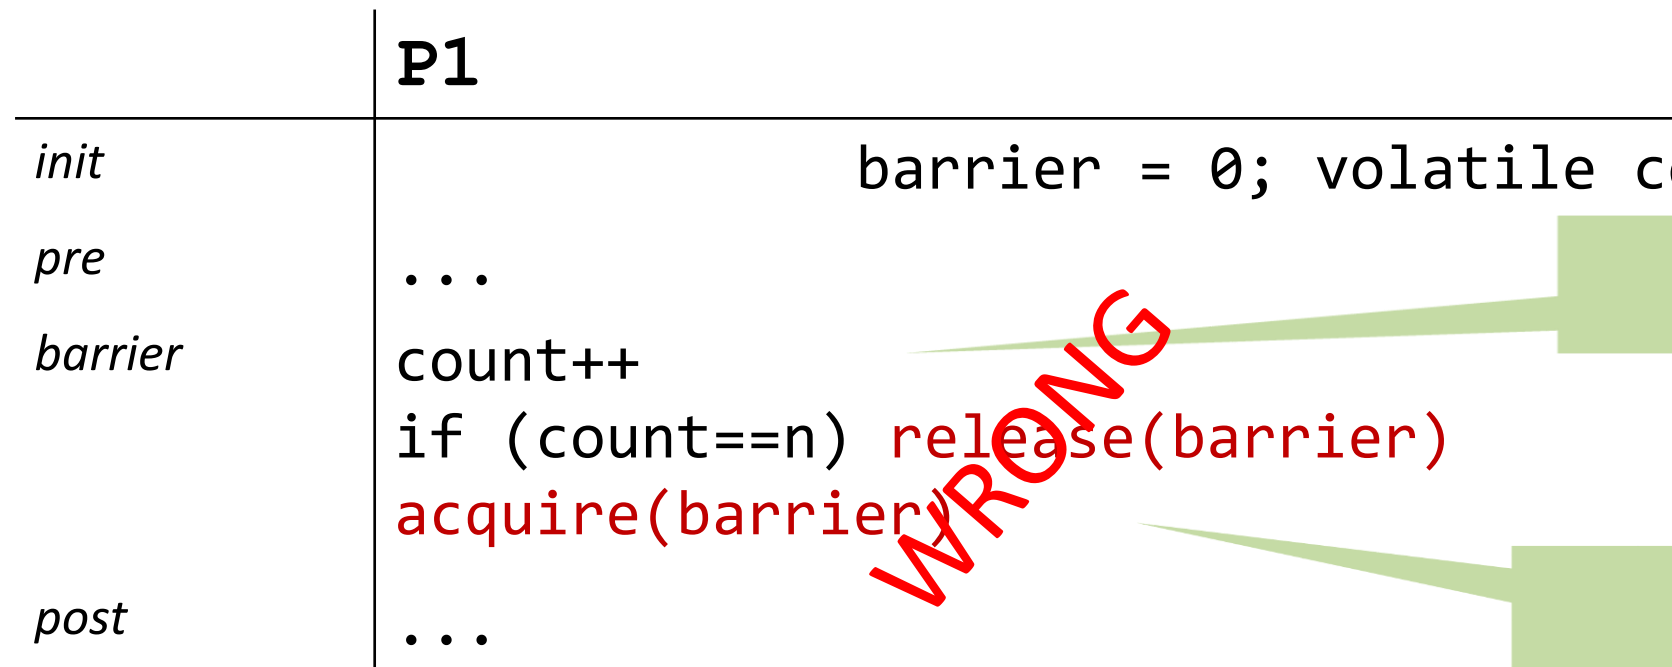 P1
init
barrier = 0; volatile
pre
...
barrier
count++
if (count==n) release(barrier)
acquire(barrier)
WRONG
post
...